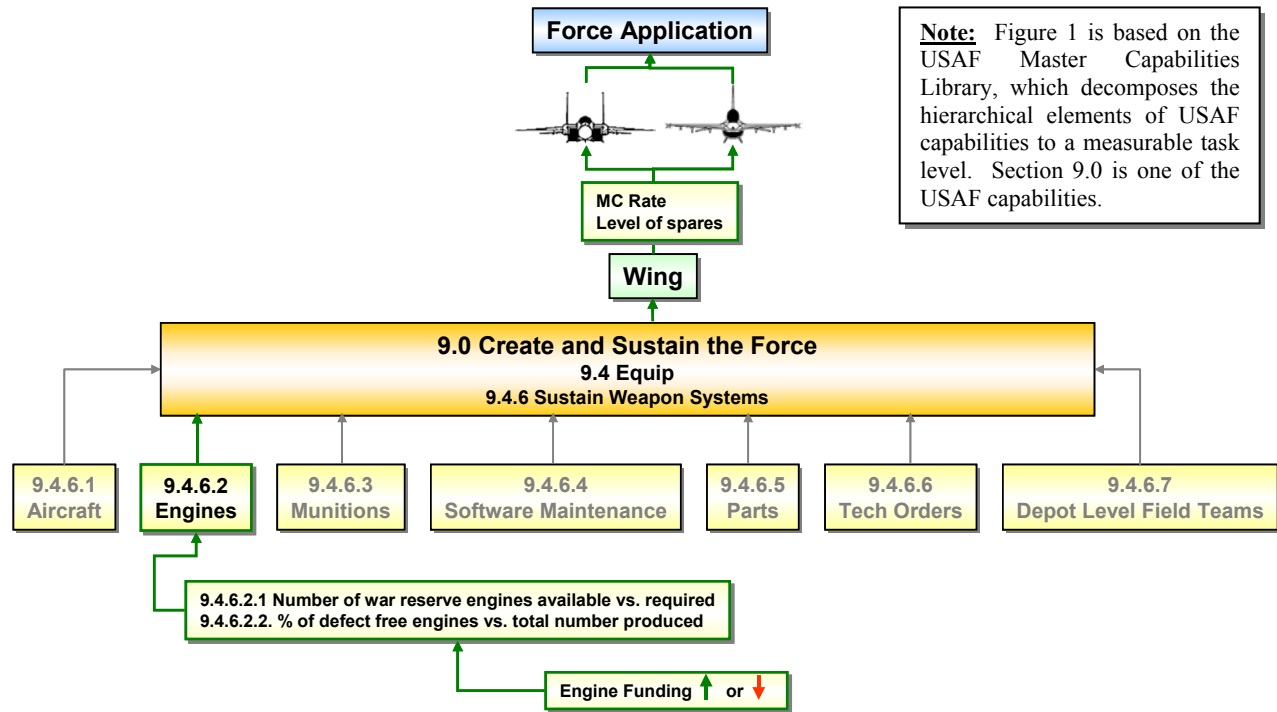 Force Application
Note: Figure 1 is based on the
USAF Master Capabilities
Library, which decomposes the
hierarchical elements of USAF
capabilities to a measurable task
level. Section 9.0 is one of the
USAF capabilities.
MC Rate
Level of spares
Wing
9.0 Create and Sustain the Force
9.4 Equip
9.4.6 Sustain Weapon Systems
9.4.6.1
Aircraft
9.4.6.2
Engines
9.4.6.3
Munitions
9.4.6.4
Software Maintenance
9.4.6.5
Parts
9.4.6.6
Tech Orders
9.4.6.7
Depot Level Field Teams
9.4.6.2.1 Number of war reserve engines available vs. required
9.4.6.2.2. % of defect free engines vs. total number produced
Engine Funding or